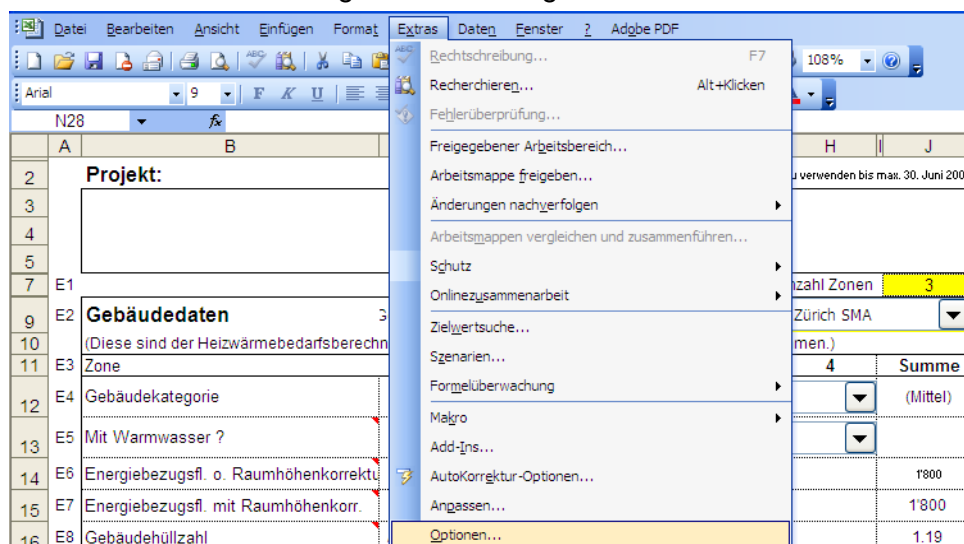 Datei Bearbeiten Ansicht Einfügen Format Extras Daten Fenster ? Adobe PDF
108%
Arial 9 F K U
N28 fx
A B H I J
Rechtschreibung... F7
Recherchieren... Alt+Klicken
Fehlerüberprüfung...
Freigegebener Arbeitsbereich...
Arbeitsmappe freigeben...
Änderungen nachverfolgen
Arbeitsmappen vergleichen und zusammenführen...
Schutz
Onlinezusammenarbeit
Zielwertsuche...
Szenarien...
Formelüberwachung
Makro
Add-Ins...
AutoKorrektur-Optionen...
Anpassen...
Optionen...
2 Projekt: verwenden bis max. 30. Juni 200
3
4
5
7 E1 nzahl Zonen 3
9 E2 Gebäudedaten G Zürich SMA
10 (Diese sind der Heizwärmebedarfsberechn men.)
11 E3 Zone 4 Summe
12 E4 Gebäudekategorie (Mittel)
13 E5 Mit Warmwasser ?
14 E6 Energiebezugsfl. o. Raumhöhenkorrektu 1'800
15 E7 Energiebezugsfl. mit Raumhöhenkorr. 1'800
16 E8 Gebäudehüllzahl 1.19